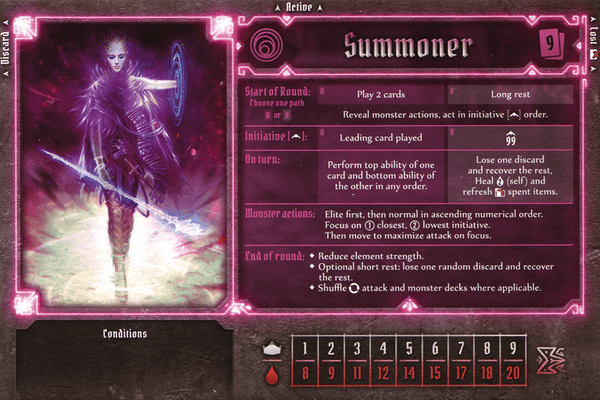 Active
Discard
Lost
Summoner
9
Start of Round:
Choose one path
A or B
A Play 2 cards
B Long rest
Reveal monster actions, act in initiative [ ] order.
Initiative [ ]:
A Leading card played
B 99
On turn:
Perform top ability of one
card and bottom ability of
the other in any order.
Lose one discard
and recover the rest,
Heal 2 (self) and
refresh spent items.
Monster actions:
Elite first, then normal in ascending numerical order.
Focus on ① closest, ② lowest initiative.
Then move to maximize attack on focus.
End of round:
◆ Reduce element strength.
◆ Optional short rest: lose one random discard and recover
the rest.
◆ Shuffle attack and monster decks where applicable.
Conditions
1 2 3 4 5 6 7 8 9
8 9 11 12 14 15 17 18 20